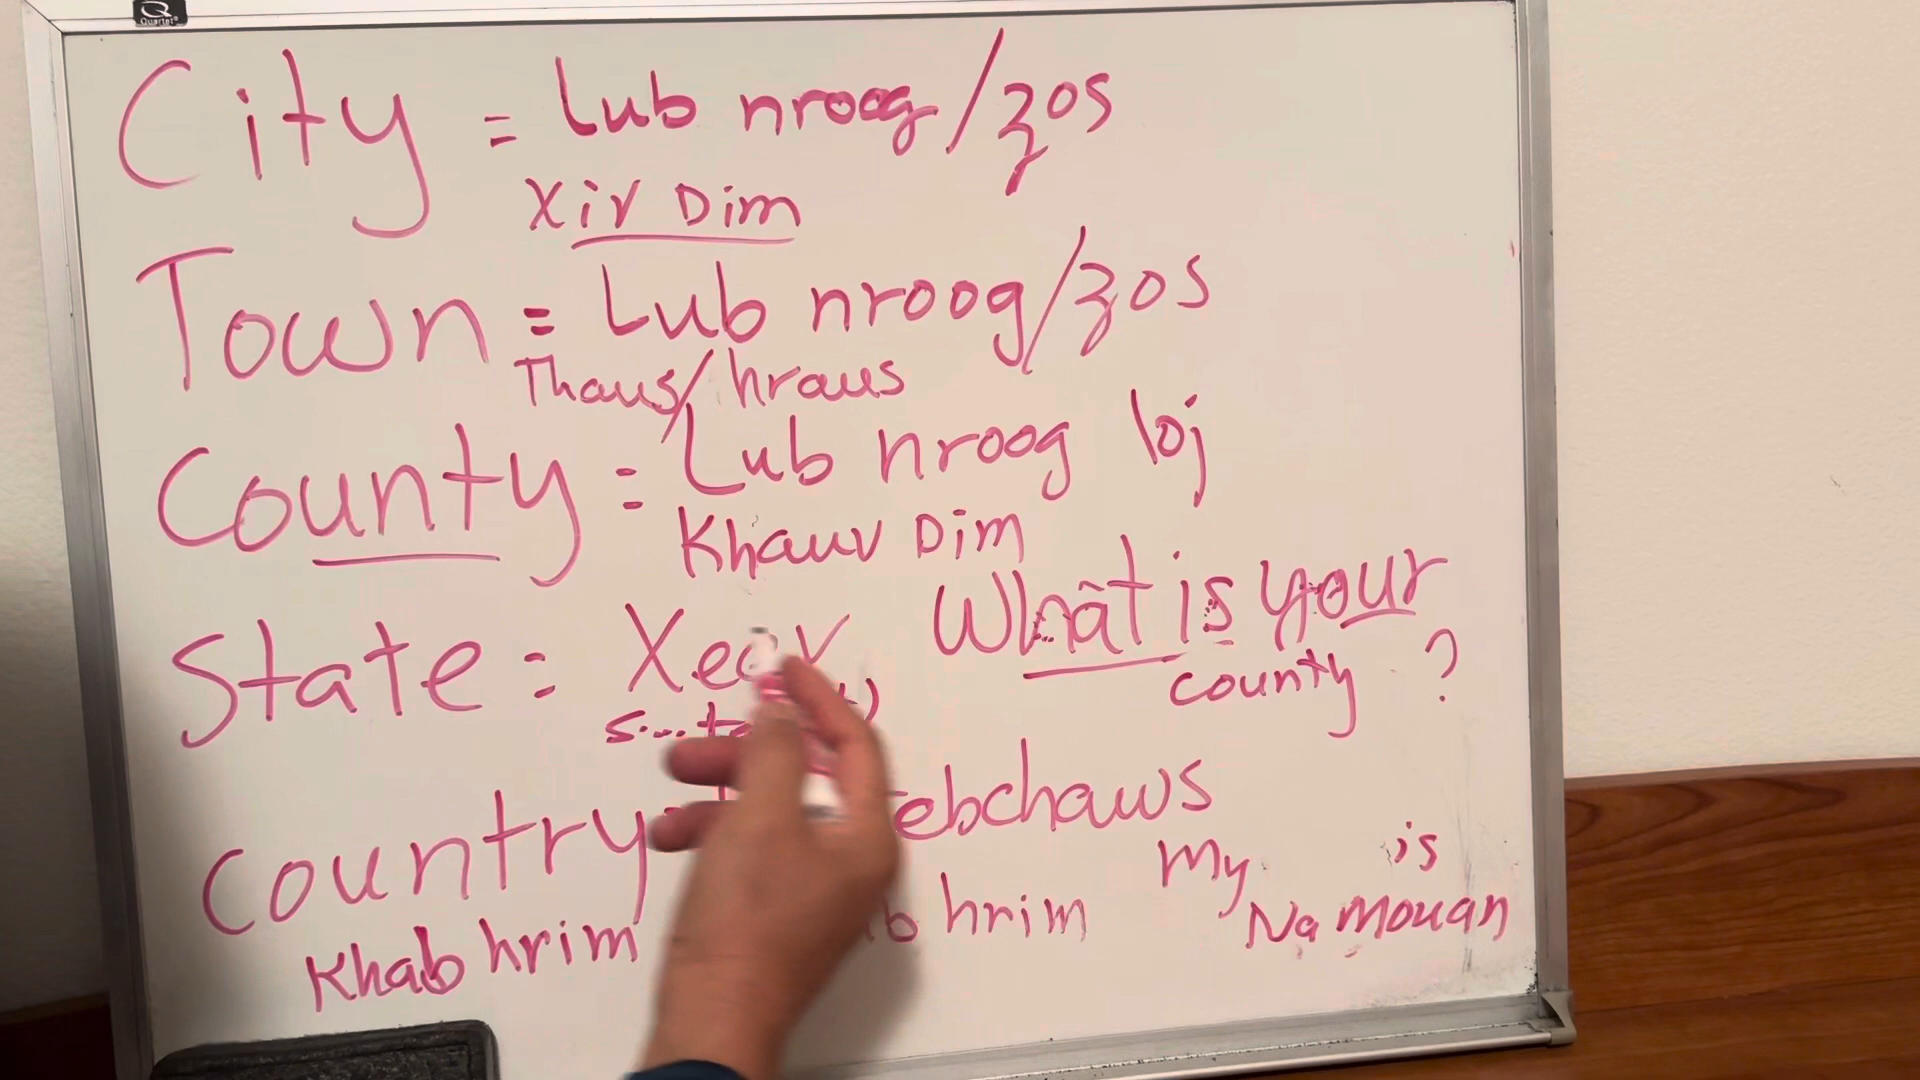 Quartet
City = Lub nroog/zos
Xiv Dim
Town = Lub nroog/zos
Thaus/hraus
County = Lub nroog loj
Khauv Dim
What is your
county ?
State =
Country
ebchaws
Khab hrim
hrim
My is
Na Mouan